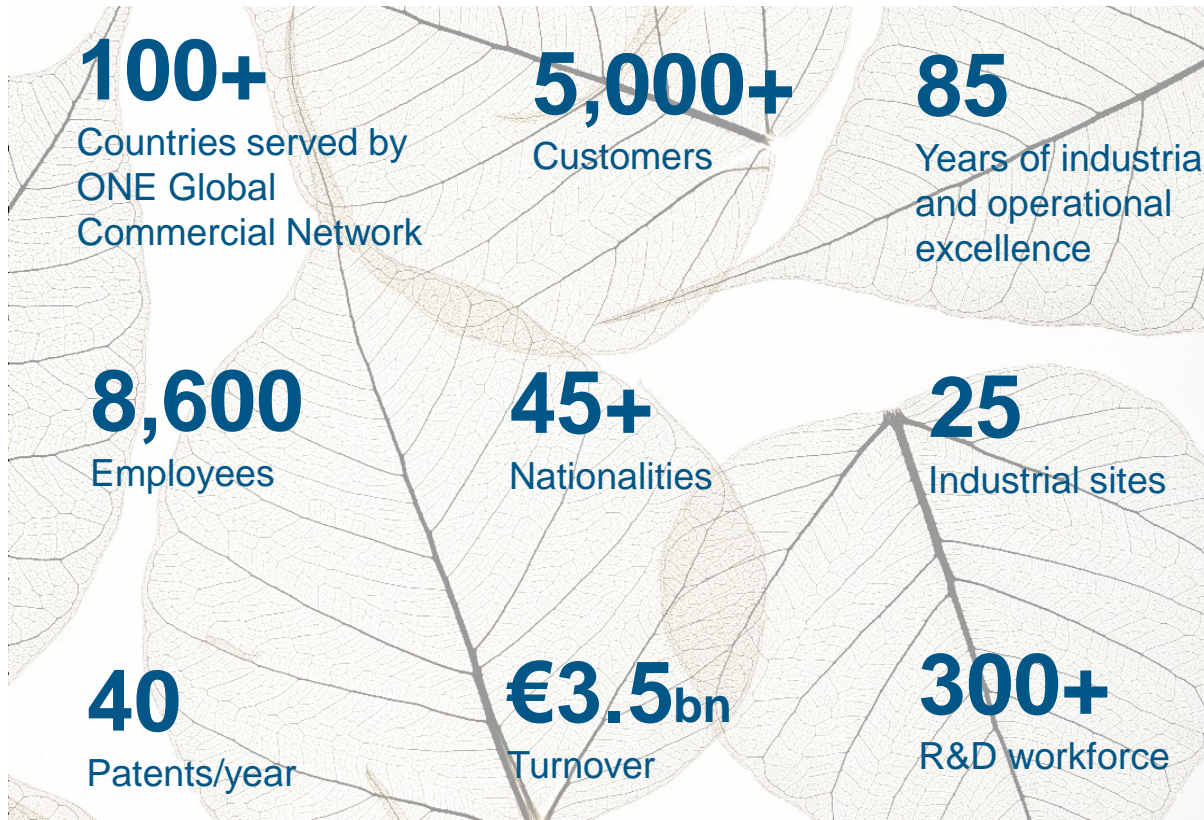 100+
Countries served by
ONE Global
Commercial Network
5,000+
Customers
85
Years of industria
and operational
excellence
8,600
Employees
45+
Nationalities
25
Industrial sites
40
Patents/year
€3.5bn
Turnover
300+
R&D workforce